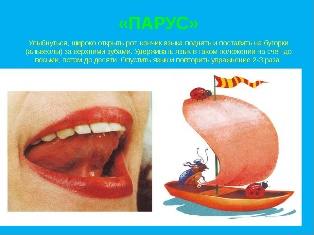 «ПАРУС»
Улыбнуться, широко открыть рот, кончик языка поднять и поставить на бугорки
(альвеолы) за верхними зубами. Удерживать язык в таком положении на счёт до
восьми, потом до десяти. Опустить язык и повторить упражнение 2-3 раза.